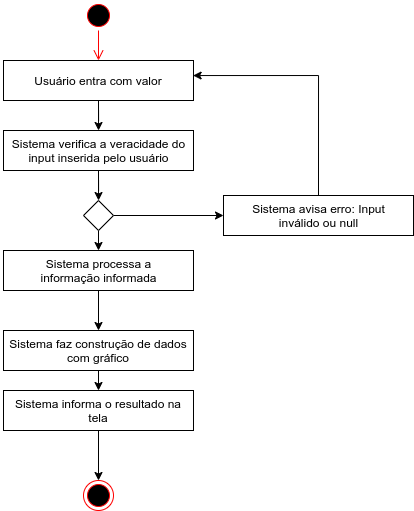 Usuário entra com valor
Sistema verifica a veracidade do
input inserida pelo usuário
Sistema avisa erro: Input
inválido ou null
Sistema processa a
informação informada
Sistema faz construção de dados
com gráfico
Sistema informa o resultado na
tela